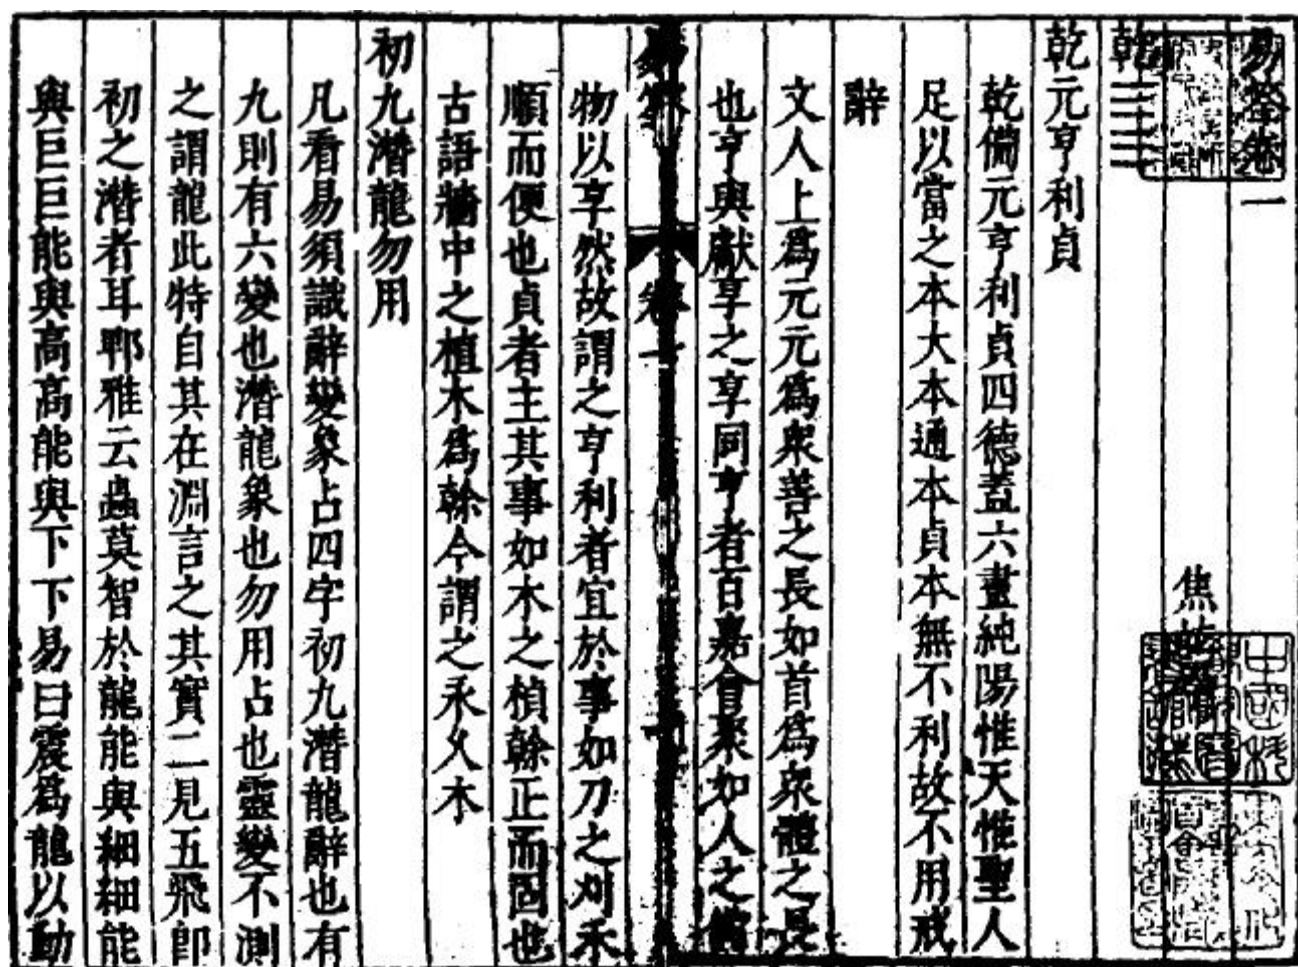 易筌卷一
焦
乾
乾元亨利貞
乾備元亨利貞四德蓋六畫純陽惟天惟聖人
足以當之本大本通本貞本無不利故不用戒
辭
文人上爲元元爲衆善之長如首爲衆體之長
也亨與獻享之享同亨者百嘉會聚如人之備
易筌 卷一
物以享然故謂之亨利者宜於事如刀之刈禾
順而便也貞者主其事如木之楨榦正而固也
古語牆中之植木爲榦今謂之永乂木
初九潛龍勿用
凡看易須識辭變象占四字初九潛龍辭也有
九則有六變也潛龍象也勿用占也靈變不測
之謂龍此特自其在淵言之其實二見五飛卽
初之潛者耳鄆雅云蟲莫智於龍龍能與細細能
與巨巨能與高高能與下下易曰震爲龍以動